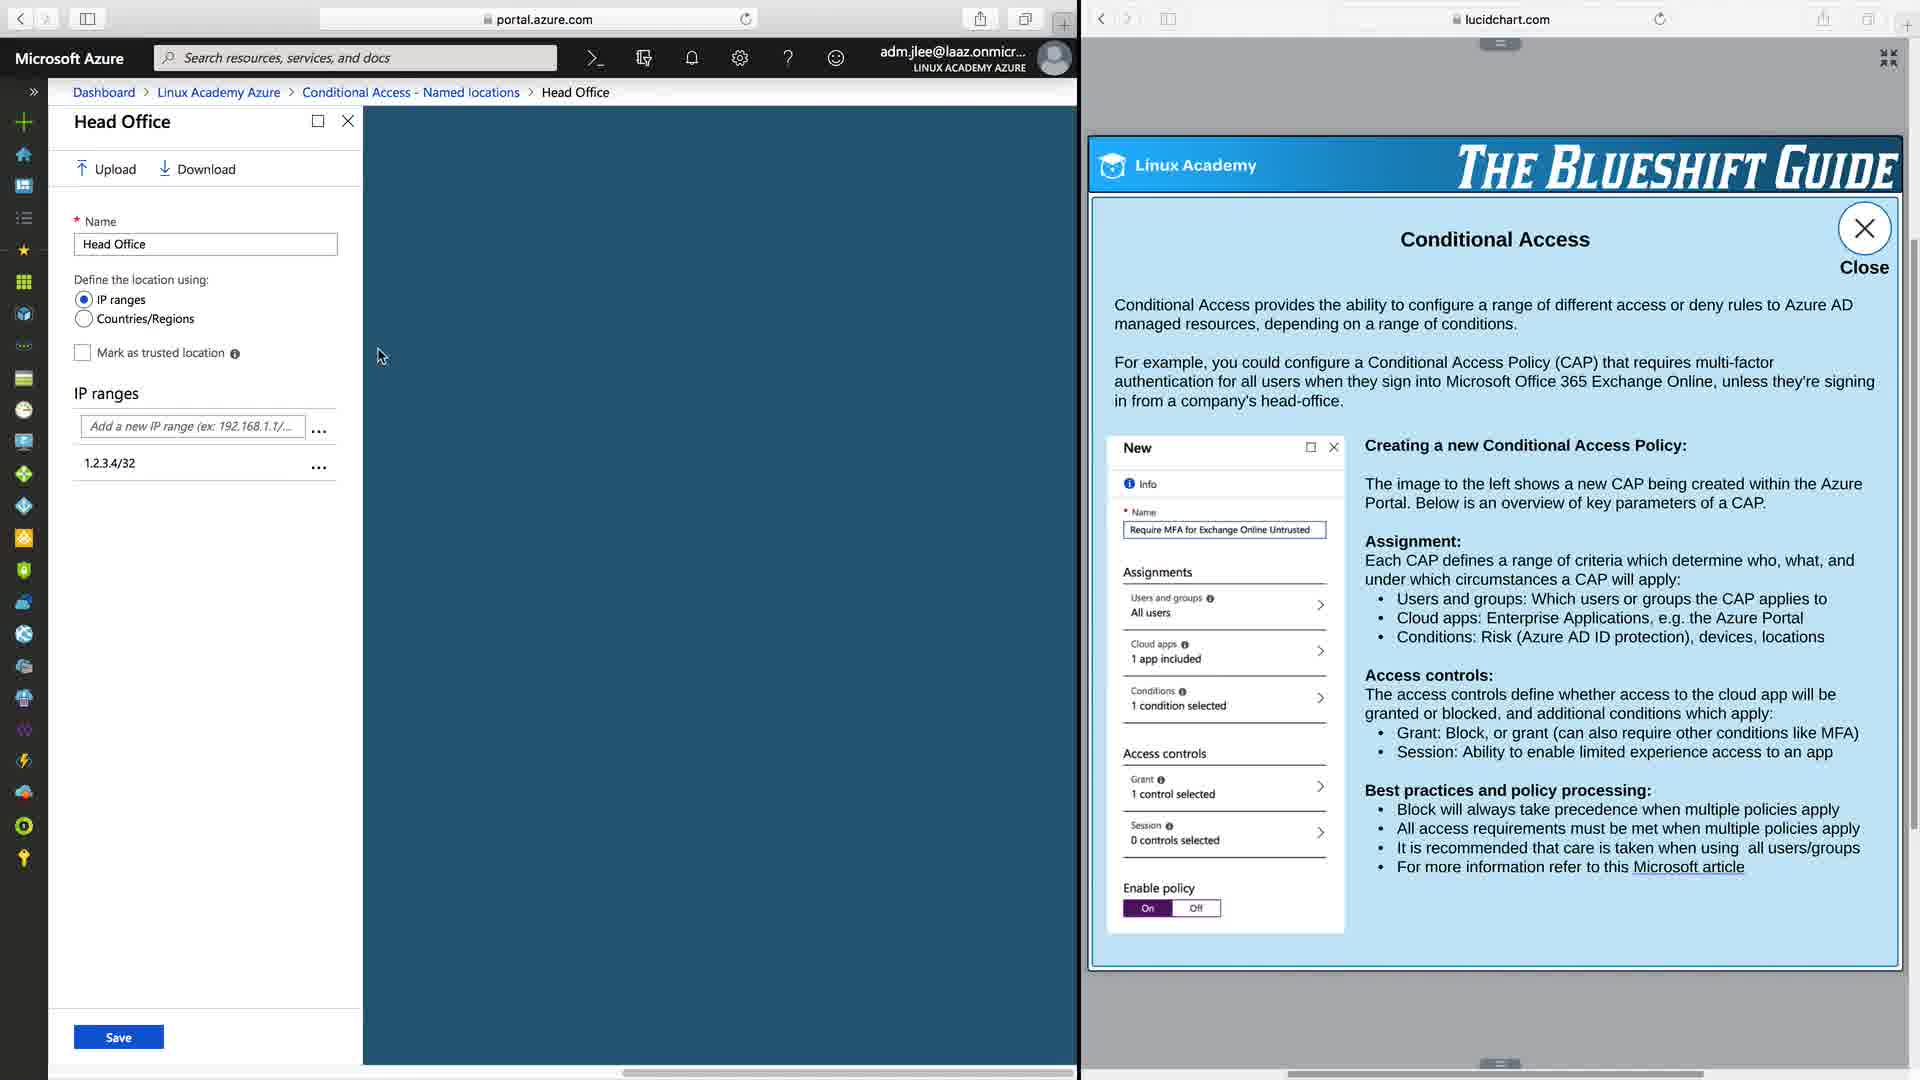 portal.azure.com
Microsoft Azure
Search resources, services, and docs
adm.jlee@laaz.onmicr...
LINUX ACADEMY AZURE
Dashboard > Linux Academy Azure > Conditional Access - Named locations > Head Office
Head Office
Upload
Download
* Name
Head Office
Define the location using:
IP ranges
Countries/Regions
Mark as trusted location
IP ranges
Add a new IP range (ex: 192.168.1.1/...
...
1.2.3.4/32
...
Save
lucidchart.com
Linux Academy
THE BLUESHIFT GUIDE
Conditional Access
Close
Conditional Access provides the ability to configure a range of different access or deny rules to Azure AD
managed resources, depending on a range of conditions.
For example, you could configure a Conditional Access Policy (CAP) that requires multi-factor
authentication for all users when they sign into Microsoft Office 365 Exchange Online, unless they're signing
in from a company's head-office.
New
Info
* Name
Require MFA for Exchange Online Untrusted
Assignments
Users and groups
All users
Cloud apps
1 app included
Conditions
1 condition selected
Access controls
Grant
1 control selected
Session
0 controls selected
Enable policy
On
Off
Creating a new Conditional Access Policy:
The image to the left shows a new CAP being created within the Azure
Portal. Below is an overview of key parameters of a CAP.
Assignment:
Each CAP defines a range of criteria which determine who, what, and
under which circumstances a CAP will apply:
• Users and groups: Which users or groups the CAP applies to
• Cloud apps: Enterprise Applications, e.g. the Azure Portal
• Conditions: Risk (Azure AD ID protection), devices, locations
Access controls:
The access controls define whether access to the cloud app will be
granted or blocked, and additional conditions which apply:
• Grant: Block, or grant (can also require other conditions like MFA)
• Session: Ability to enable limited experience access to an app
Best practices and policy processing:
• Block will always take precedence when multiple policies apply
• All access requirements must be met when multiple policies apply
• It is recommended that care is taken when using all users/groups
• For more information refer to this Microsoft article